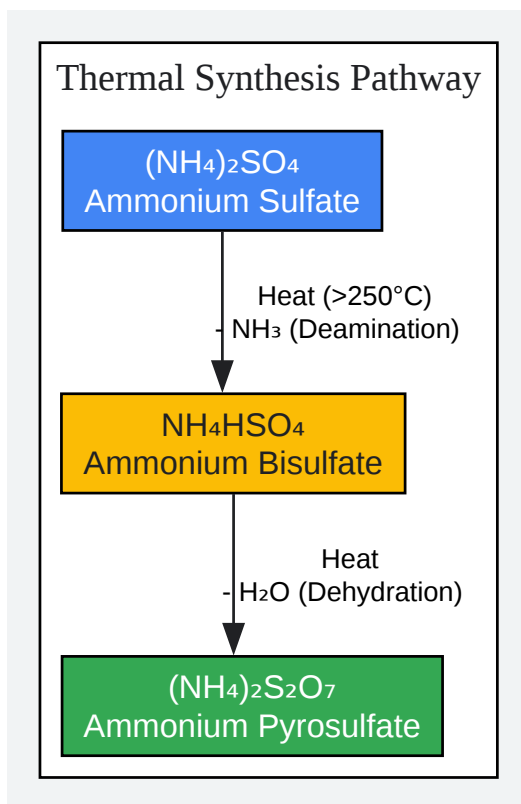 Thermal Synthesis Pathway
(NH₄)₂SO₄
Ammonium Sulfate
Heat (>250°C)
- NH₃ (Deamination)
NH₄HSO₄
Ammonium Bisulfate
Heat
- H₂O (Dehydration)
(NH₄)₂S₂O₇
Ammonium Pyrosulfate